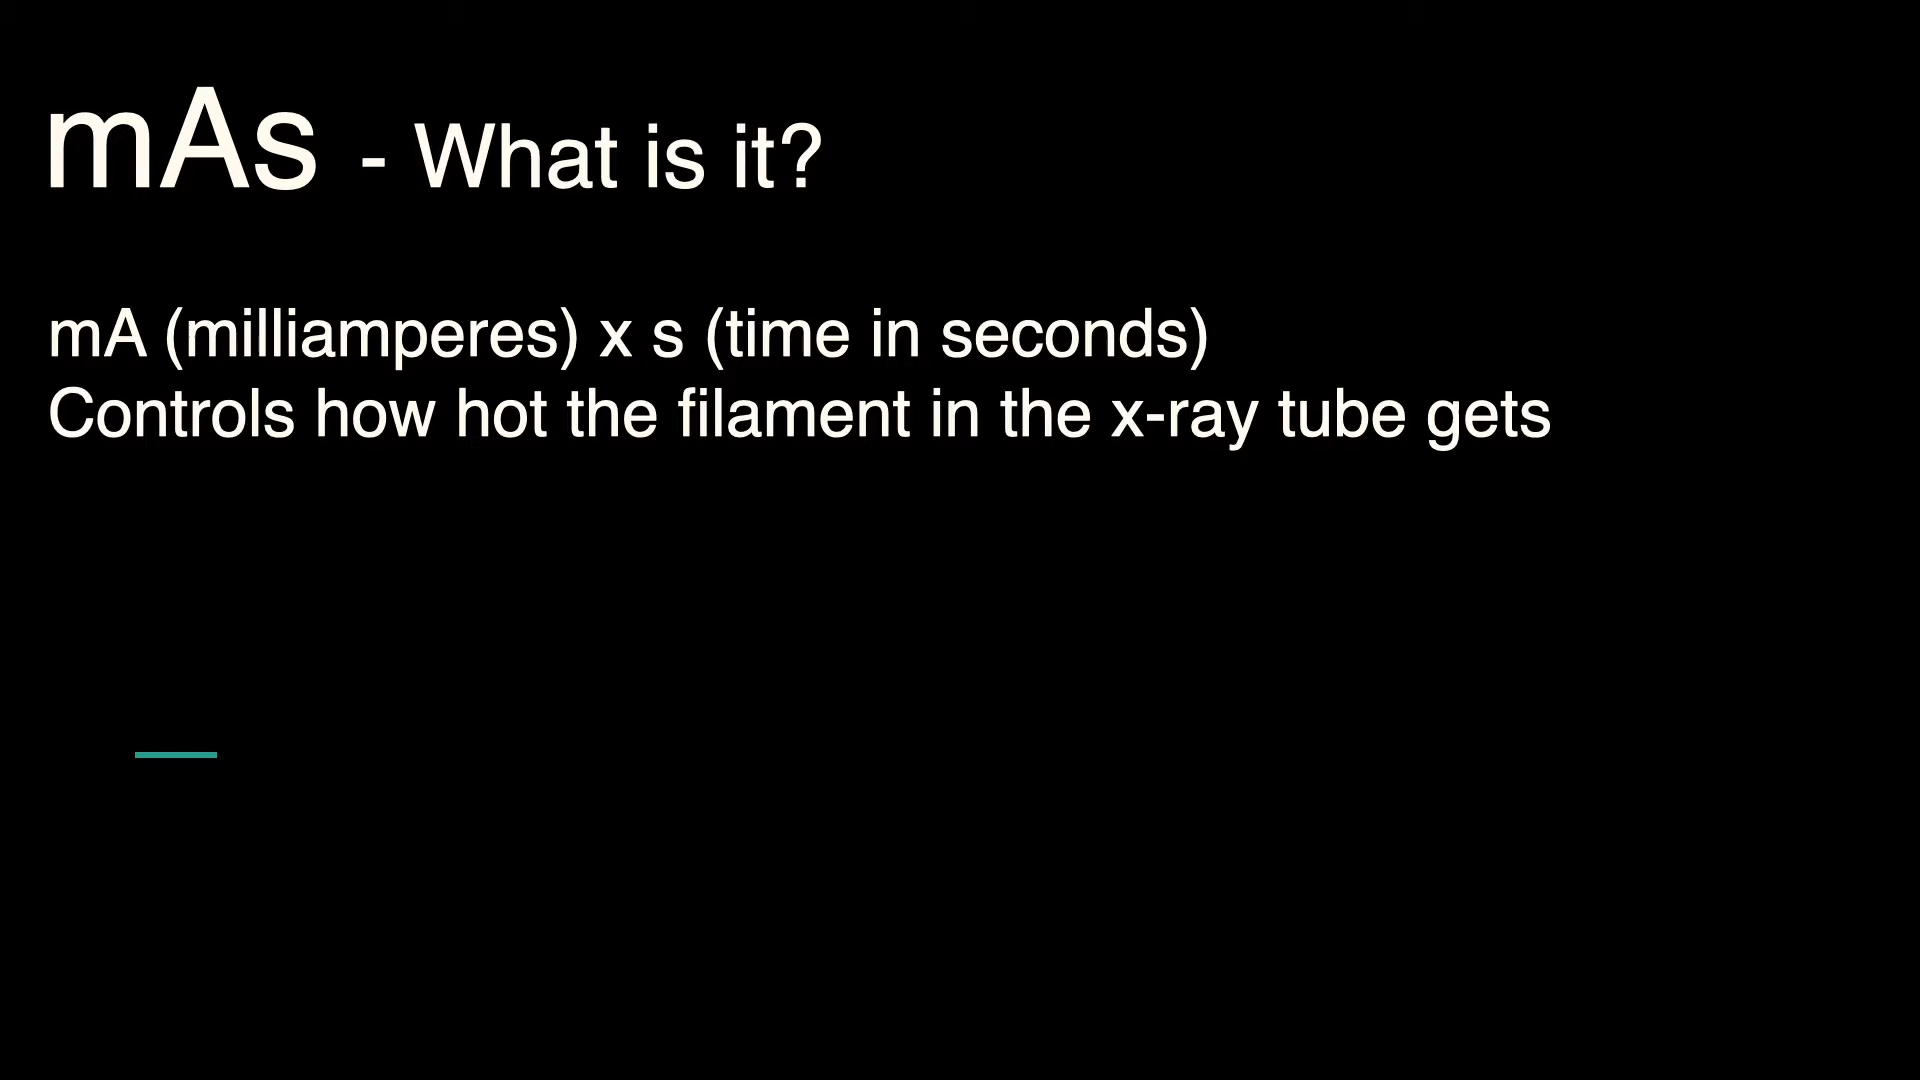 mAs - What is it?
mA (milliamperes) x s (time in seconds)
Controls how hot the filament in the x-ray tube gets